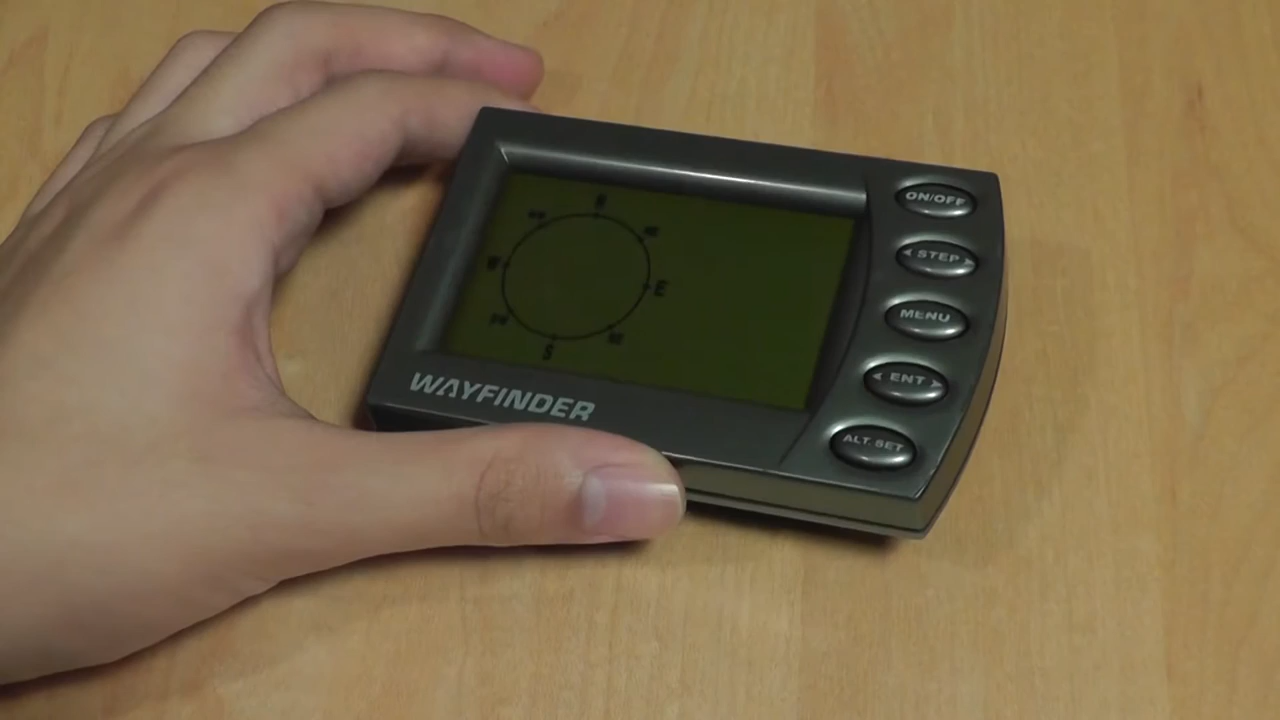 N
E
S
W
WAYFINDER
ON/OFF
STEP
MENU
ENT
ALT. SET